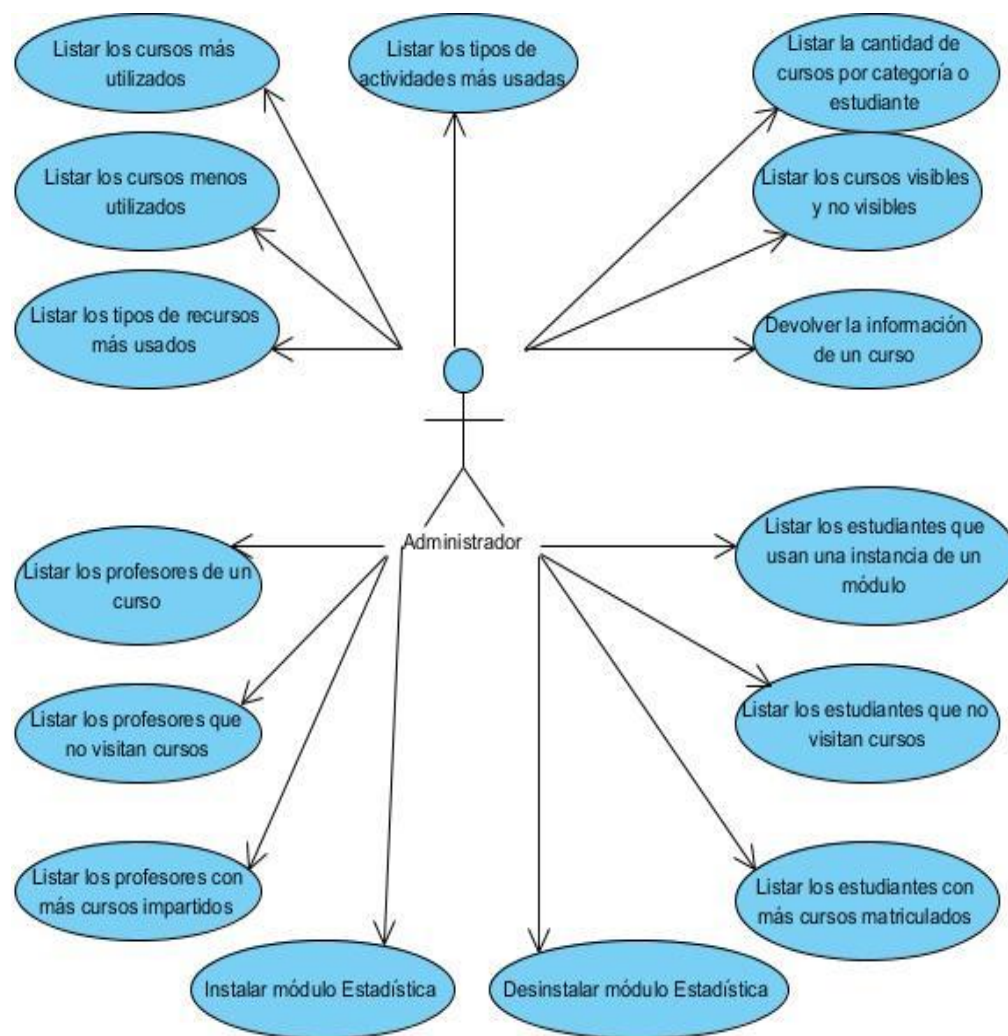 Listar los cursos más
utilizados
Listar los tipos de
actividades más usadas
Listar la cantidad de
cursos por categoría o
estudiante
Listar los cursos menos
utilizados
Listar los cursos visibles
y no visibles
Listar los tipos de recursos
más usados
Devolver la información
de un curso
Administrador
Listar los profesores de un
curso
Listar los estudiantes que
usan una instancia de un
módulo
Listar los profesores que
no visitan cursos
Listar los estudiantes que no
visitan cursos
Listar los profesores con
más cursos impartidos
Listar los estudiantes con
más cursos matriculados
Instalar módulo Estadística
Desinstalar módulo Estadística